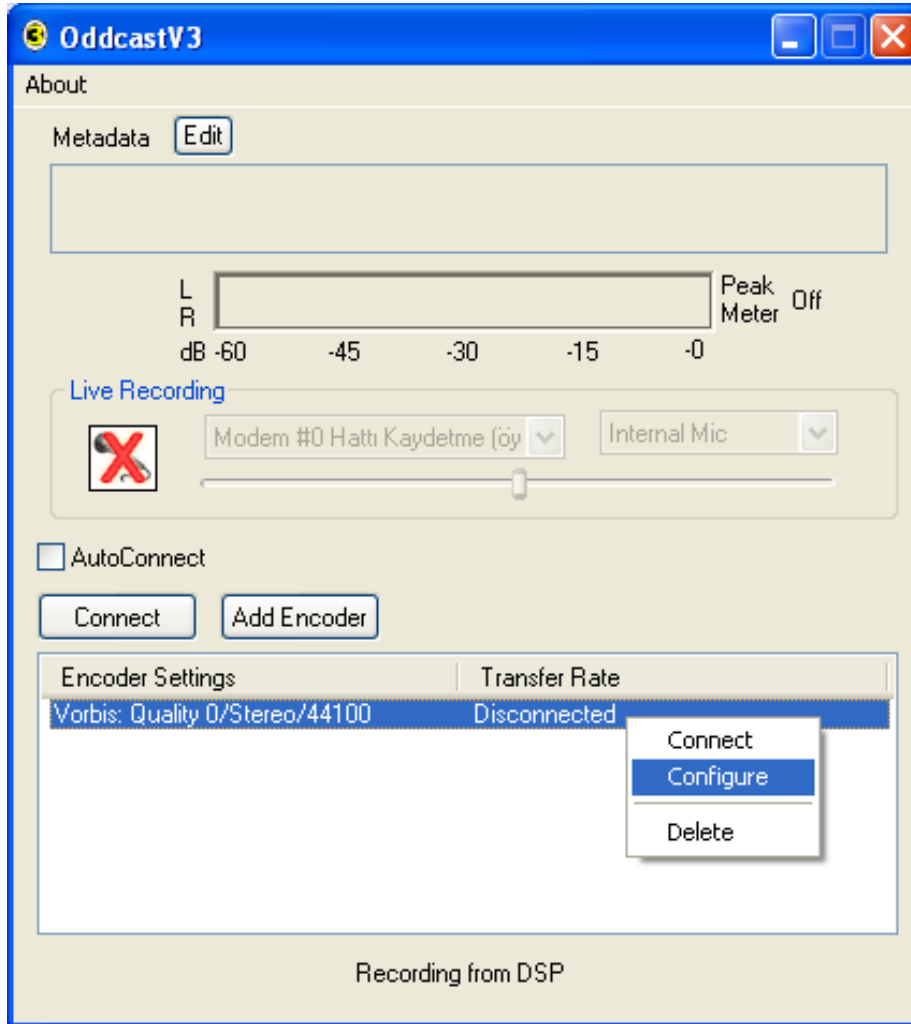 OddcastV3
About
Metadata Edit
L
R
Peak
Meter Off
dB -60 -45 -30 -15 -0
Live Recording
Modem #0 Hattı Kaydetme (öy
Internal Mic
AutoConnect
Connect Add Encoder
Encoder Settings Transfer Rate
Vorbis: Quality 0/Stereo/44100 Disconnected
Connect
Configure
Delete
Recording from DSP